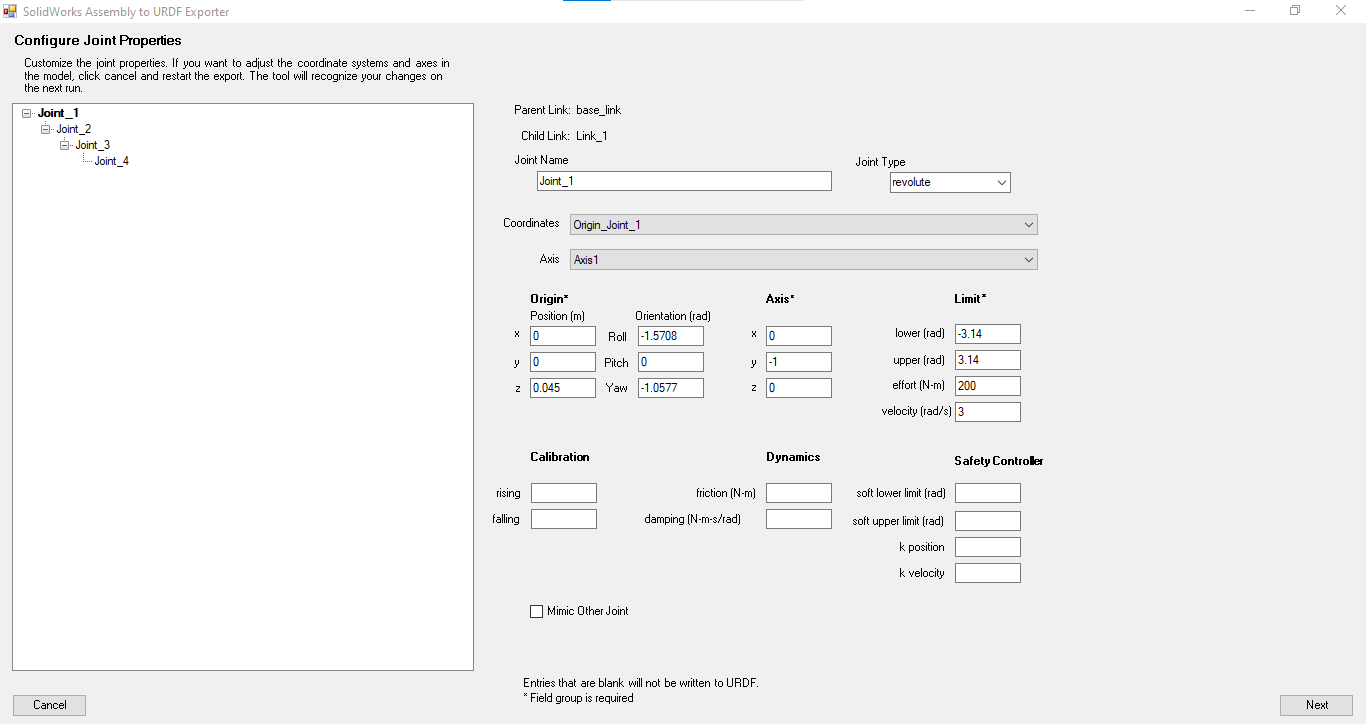 SolidWorks Assembly to URDF Exporter
Configure Joint Properties
Customize the joint properties. If you want to adjust the coordinate systems and axes in
the model, click cancel and restart the export. The tool will recognize your changes on
the next run.
Joint_1
Joint_2
Joint_3
Joint_4
Parent Link: base_link
Child Link: Link_1
Joint Name
Joint Type
Joint_1
revolute
Coordinates Origin_Joint_1
Axis Axis1
Origin* Axis* Limit*
Position (m) Orientation (rad)
x 0 Roll -1.5708 x 0 lower (rad) -3.14
y 0 Pitch 0 y -1 upper (rad) 3.14
z 0.045 Yaw -1.0577 z 0 effort (N-m) 200
velocity (rad/s) 3
Calibration Dynamics Safety Controller
rising friction (N-m) soft lower limit (rad)
falling damping (N-m-s/rad) soft upper limit (rad)
k position
k velocity
Mimic Other Joint
Entries that are blank will not be written to URDF.
* Field group is required
Cancel Next